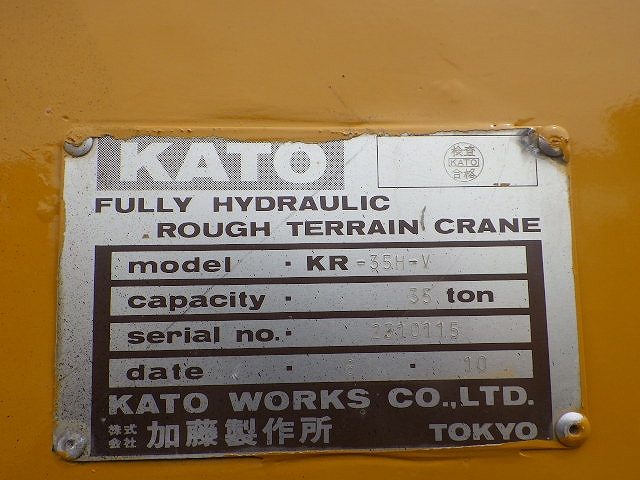 KATO
検査
KATO
合格
FULLY HYDRAULIC
ROUGH TERRAIN CRANE
model · KR-35H-V
capacity · 35 ton
serial no. · 2310115
date · 10
KATO WORKS CO.,LTD.
株式会社 加藤製作所 TOKYO